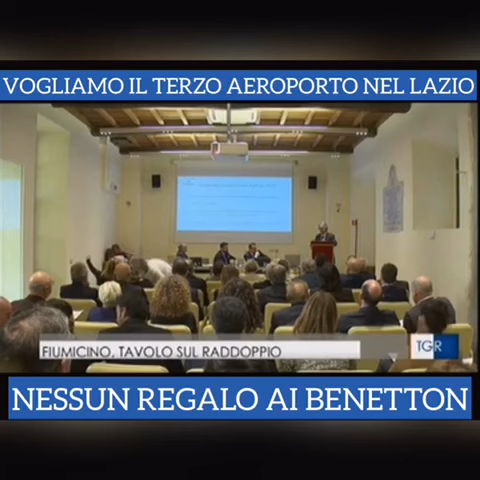 VOGLIAMO IL TERZO AEROPORTO NEL LAZIO
FIUMICINO, TAVOLO SUL RADDOPPIO
TGR
NESSUN REGALO AI BENETTON